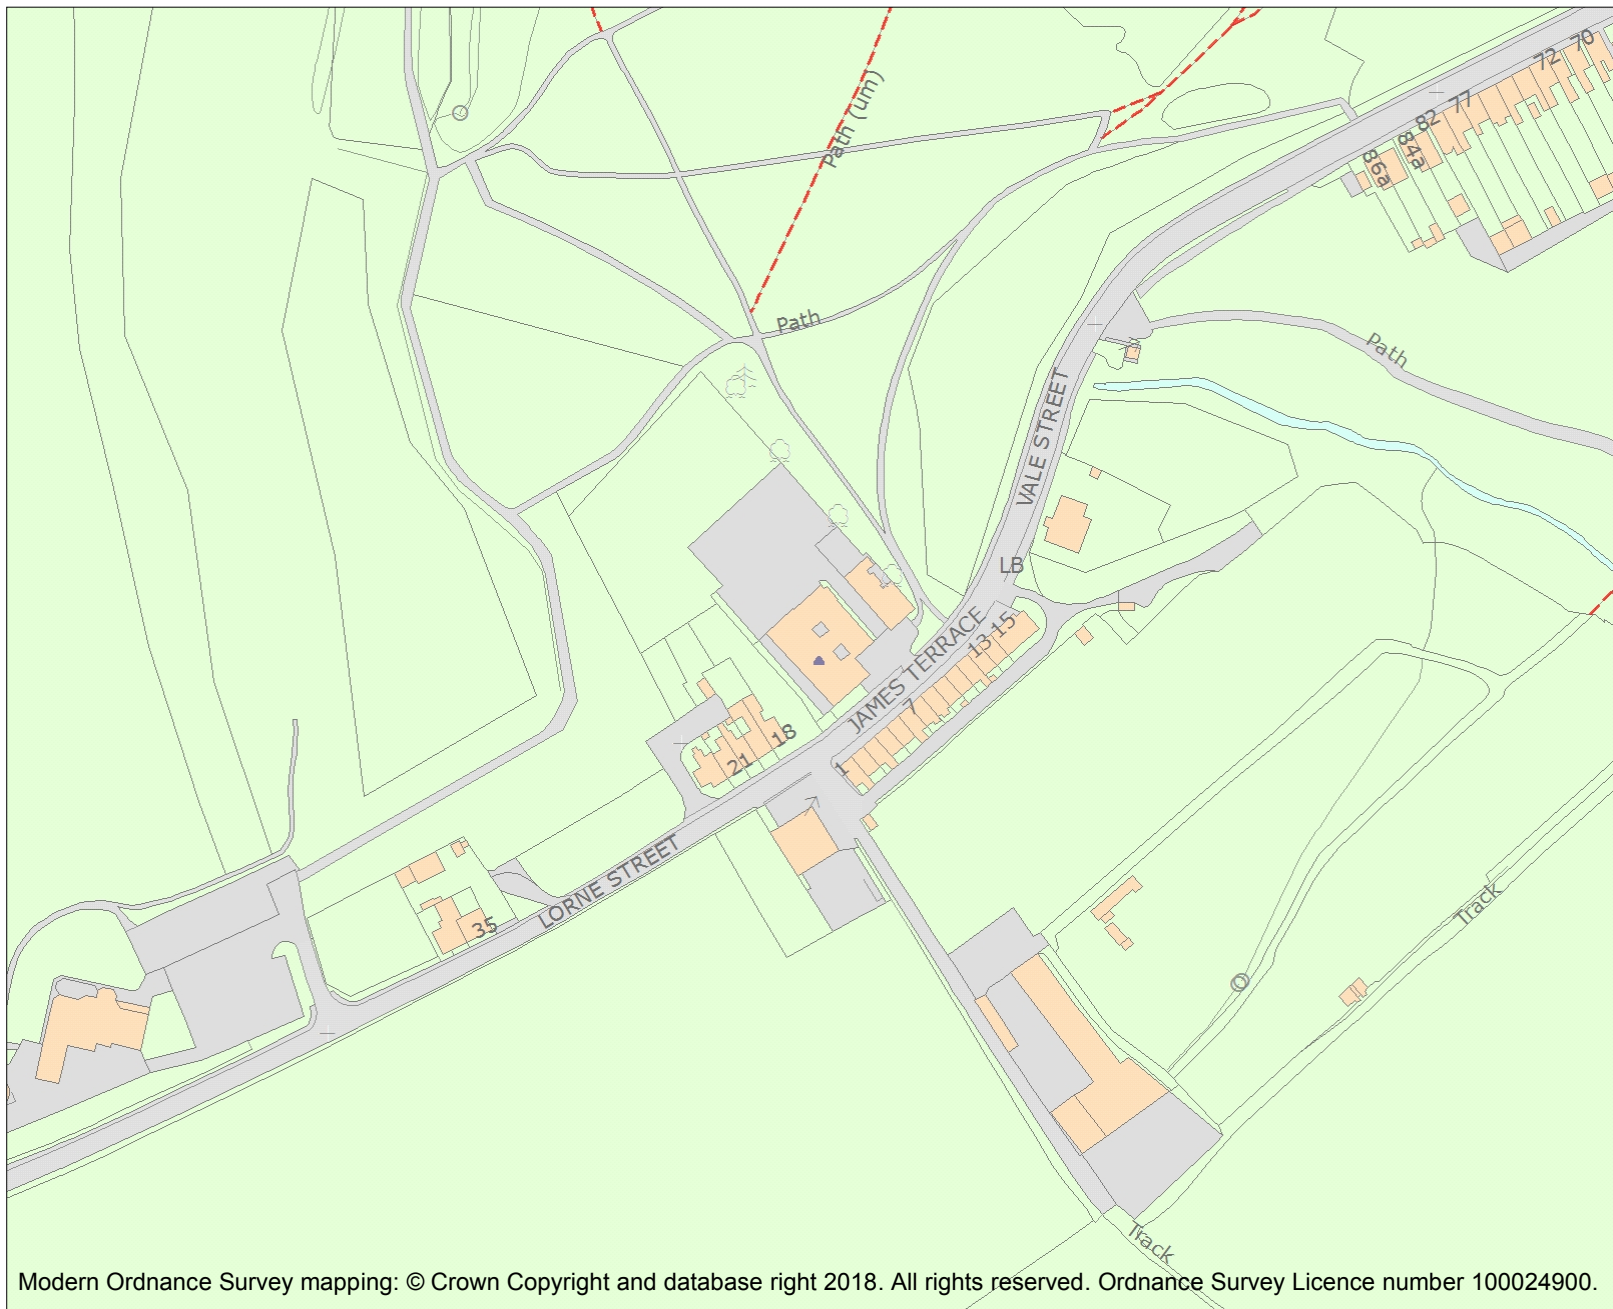 70
72
77
82
84a
86a
Path (um)
Path
Path
VALE STREET
LB
JAMES TERRACE
13
15
7
1
18
21
LORNE STREET
35
Track
Track
Modern Ordnance Survey mapping: © Crown Copyright and database right 2018. All rights reserved. Ordnance Survey Licence number 100024900.